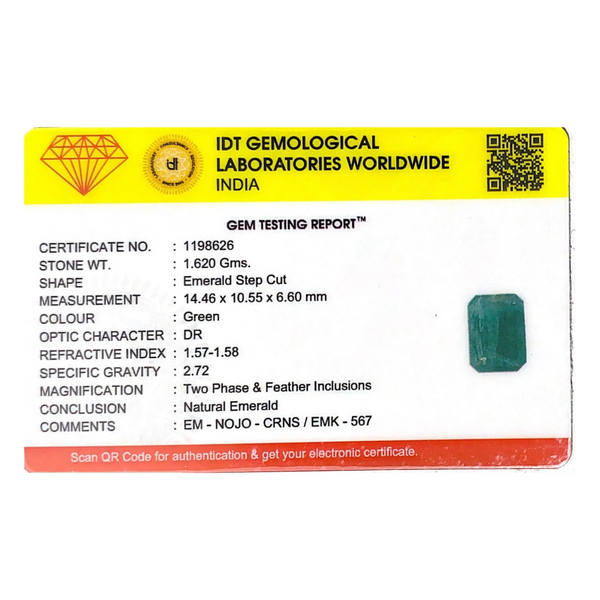 IDT GEMOLOGICAL
LABORATORIES WORLDWIDE
INDIA
idt
GEM TESTING REPORT™
CERTIFICATE NO. : 1198626
STONE WT. : 1.620 Gms.
SHAPE : Emerald Step Cut
MEASUREMENT : 14.46 x 10.55 x 6.60 mm
COLOUR : Green
OPTIC CHARACTER : DR
REFRACTIVE INDEX : 1.57-1.58
SPECIFIC GRAVITY : 2.72
MAGNIFICATION : Two Phase & Feather Inclusions
CONCLUSION : Natural Emerald
COMMENTS : EM - NOJO - CRNS / EMK - 567
Scan QR Code for authentication & get your electronic certificate.